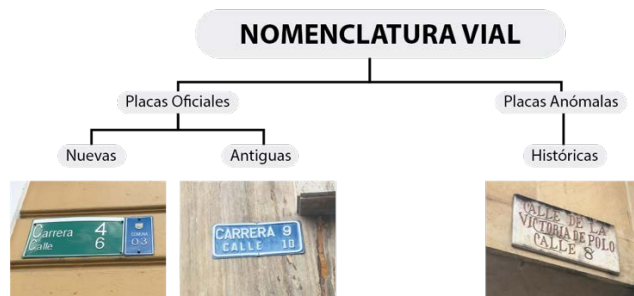 NOMENCLATURA VIAL
Placas Oficiales
Placas Anómalas
Nuevas
Antiguas
Históricas
Carrera 4
Calle 6
COMUNA
03
CARRERA 9
CALLE 10
CALLE DE LA
VICTORIA DE POLO
CALLE 8